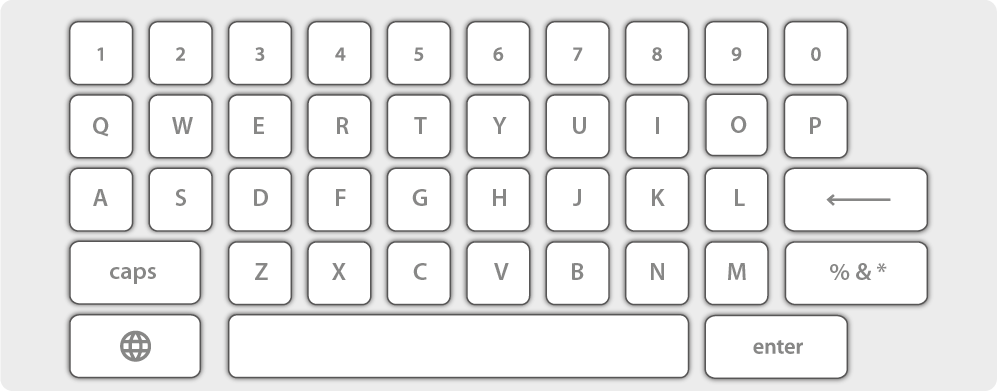 1 2 3 4 5 6 7 8 9 0
Q W E R T Y U I O P
A S D F G H J K L
caps Z X C V B N M % & *
enter